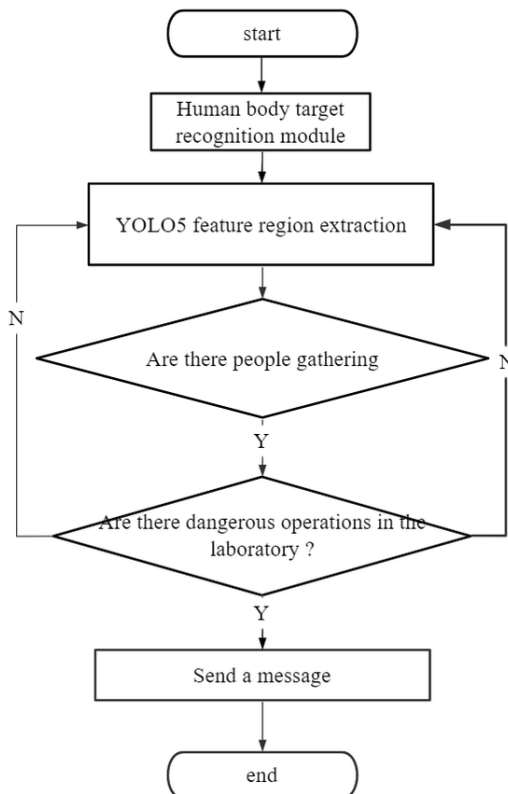 start
Human body target
recognition module
YOLO5 feature region extraction
N
Are there people gathering
N
Y
Are there dangerous operations in the
laboratory ?
Y
Send a message
end